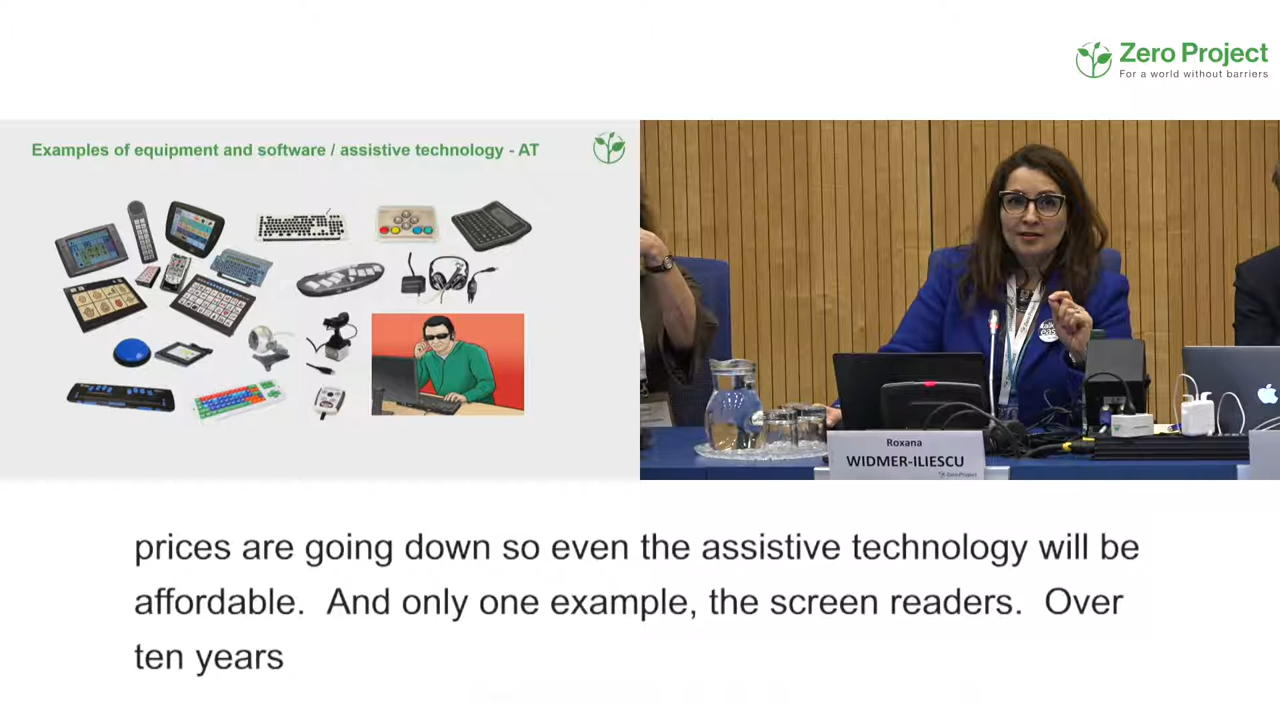 Zero Project
For a world without barriers
Examples of equipment and software / assistive technology - AT
Roxana
WIDMER-ILIESCU
ZeroProject
prices are going down so even the assistive technology will be
affordable.  And only one example, the screen readers.  Over
ten years